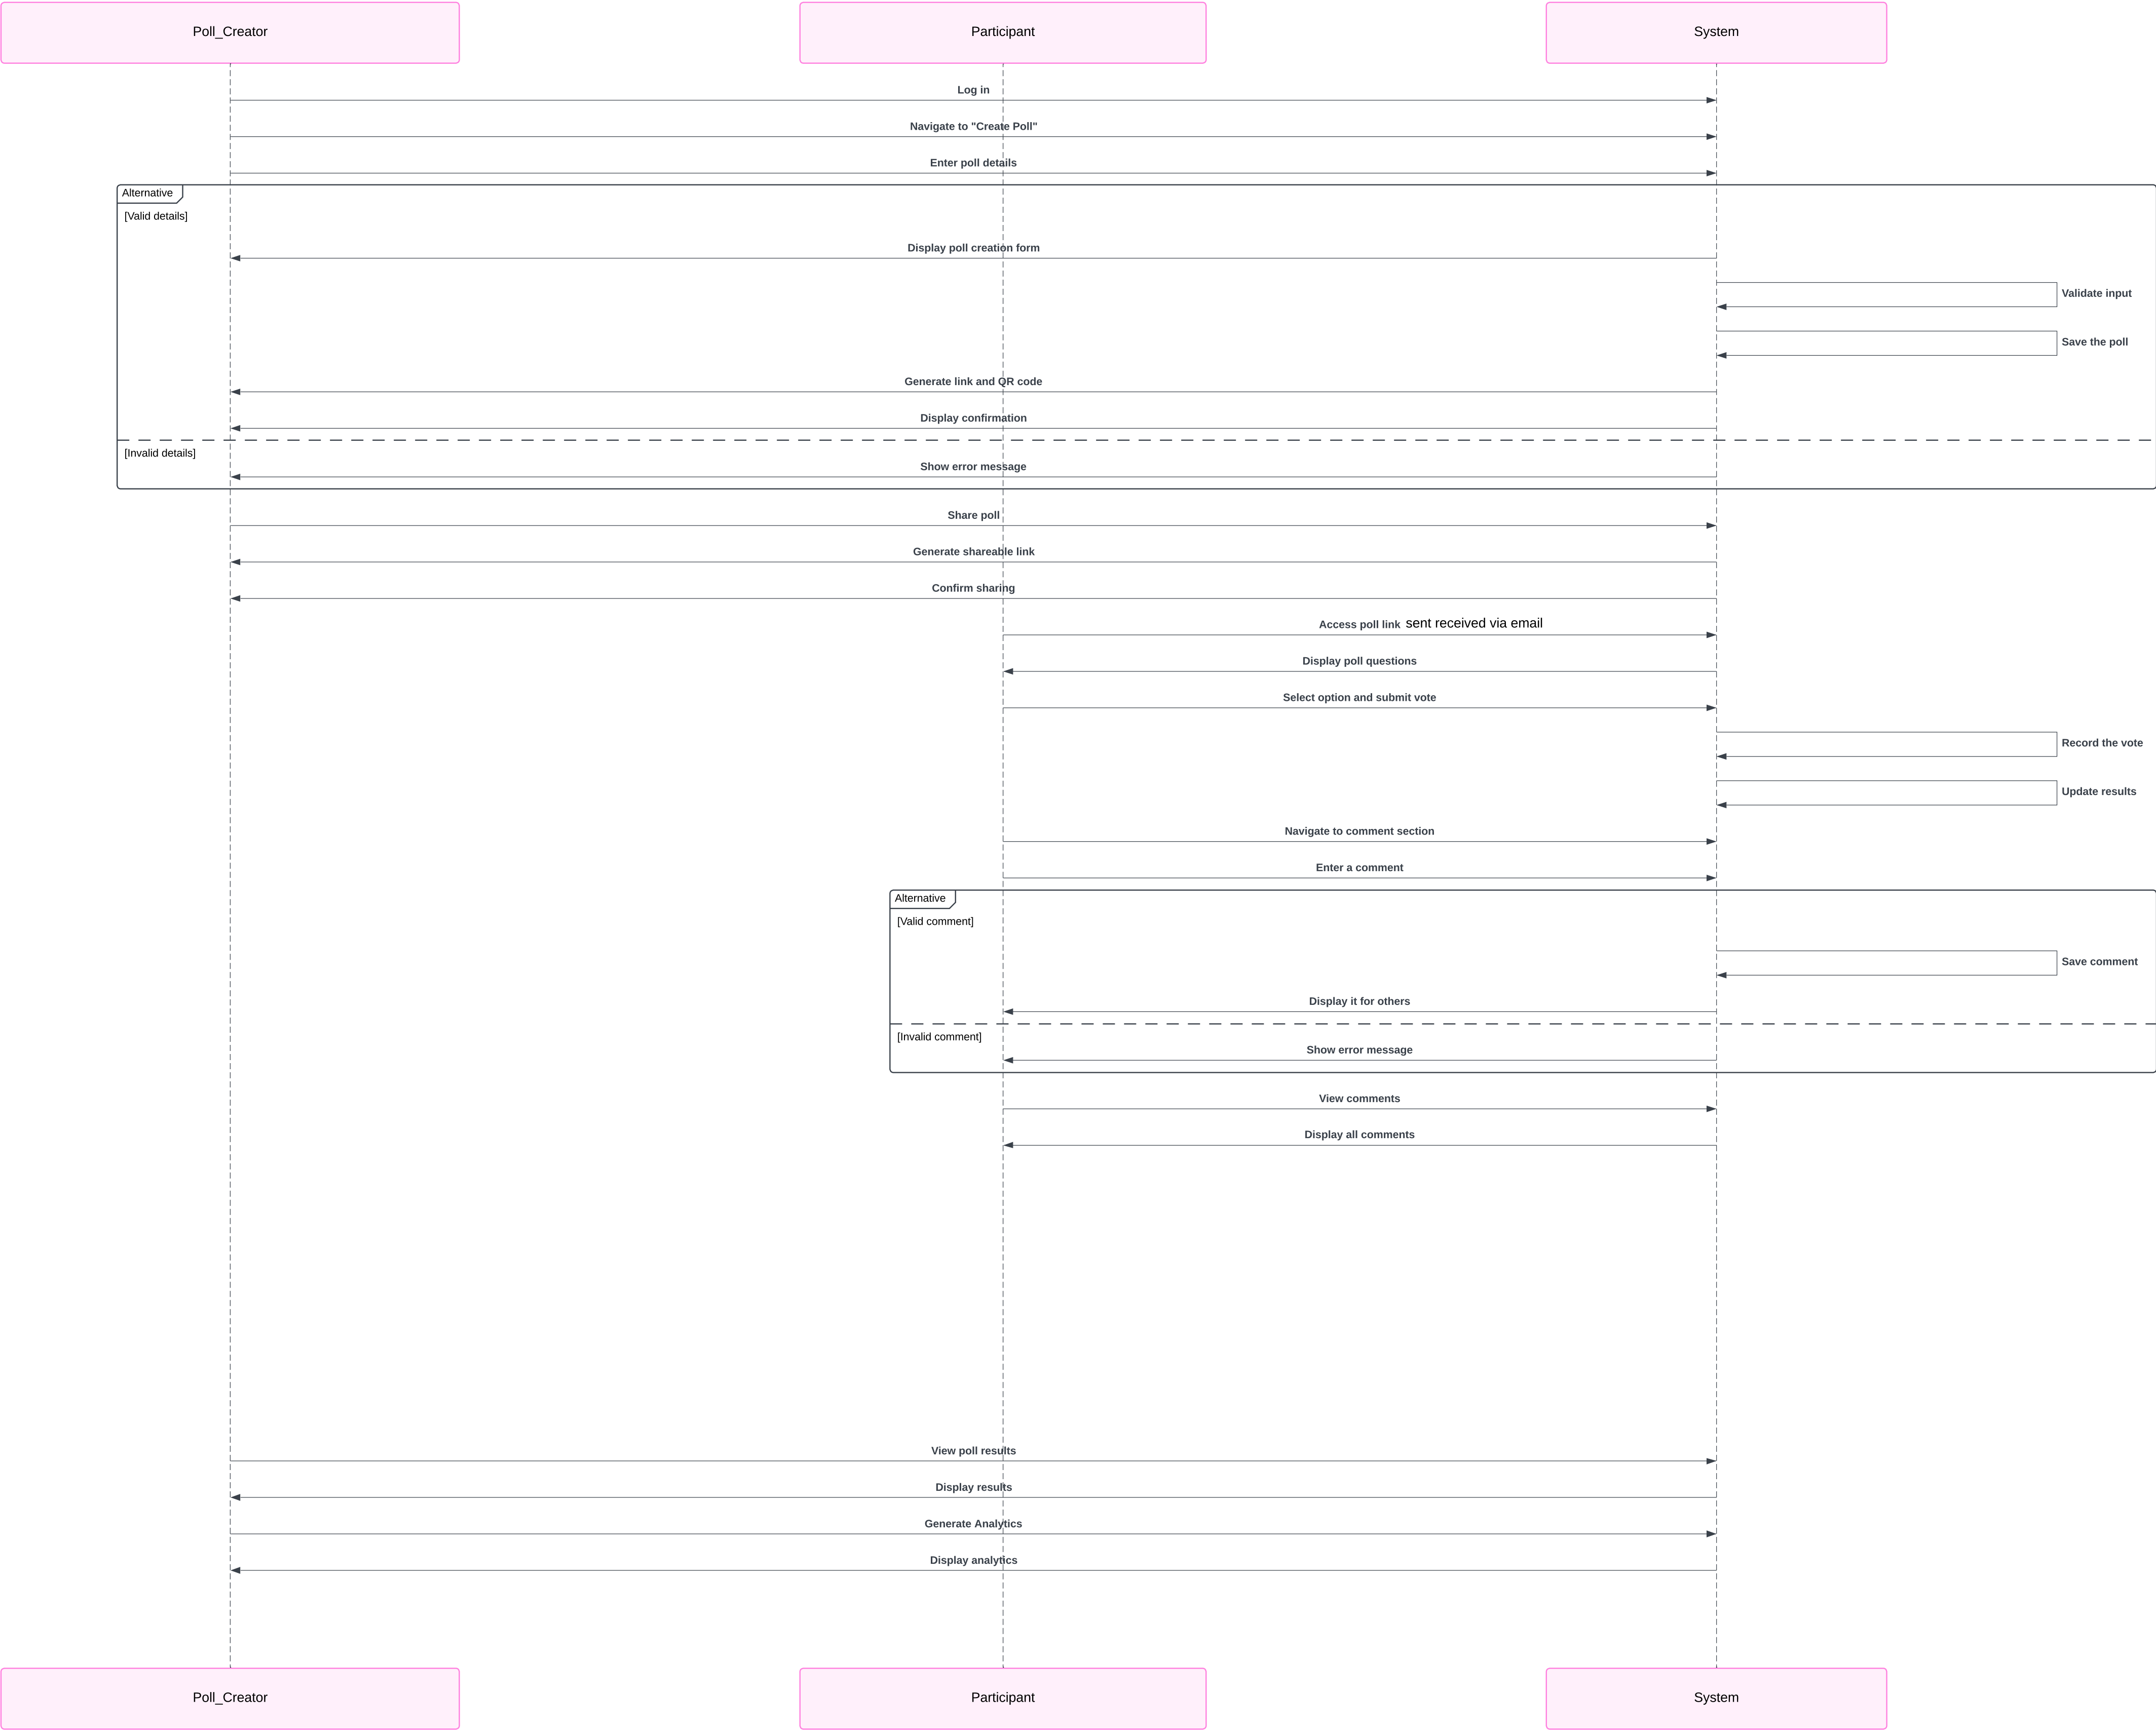 Poll_Creator
Participant
System
Log in
Navigate to "Create Poll"
Enter poll details
Alternative
[Valid details]
Display poll creation form
Validate input
Save the poll
Generate link and QR code
Display confirmation
[Invalid details]
Show error message
Share poll
Generate shareable link
Confirm sharing
Access poll link sent received via email
Display poll questions
Select option and submit vote
Record the vote
Update results
Navigate to comment section
Enter a comment
Alternative
[Valid comment]
Save comment
Display it for others
[Invalid comment]
Show error message
View comments
Display all comments
View poll results
Display results
Generate Analytics
Display analytics
Poll_Creator
Participant
System